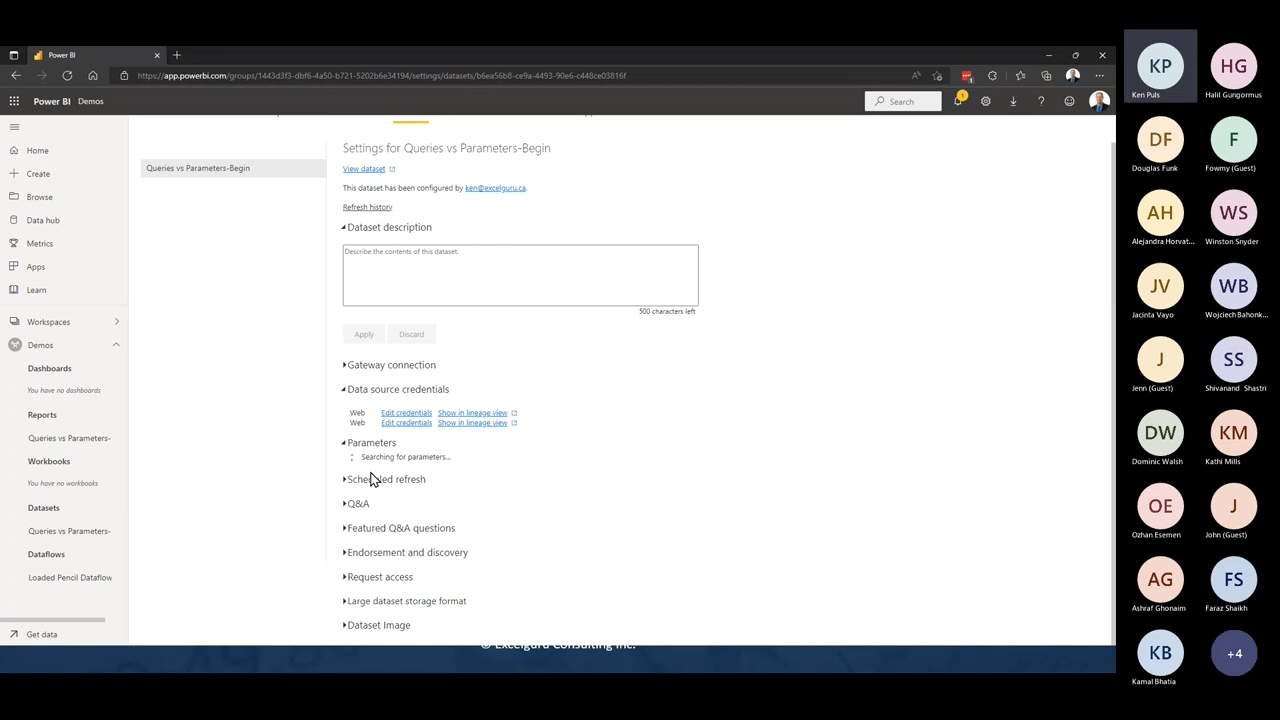 Power BI
https://app.powerbi.com/groups/1443d3f3-dbf6-4a50-b721-5202b6e34194/settings/datasets/b6ea56b8-ce9a-4493-90e6-c448ce03816f
Power BI Demos
Search
1
Home
Create
Browse
Data hub
Metrics
Apps
Learn
Workspaces
Demos
Dashboards
You have no dashboards
Reports
Queries vs Parameters-
Workbooks
You have no workbooks
Datasets
Queries vs Parameters-
Dataflows
Loaded Pencil Dataflow
Get data
Queries vs Parameters-Begin
Settings for Queries vs Parameters-Begin
View dataset
This dataset has been configured by ken@excelguru.ca.
Refresh history
Dataset description
Describe the contents of this dataset.
500 characters left
Apply Discard
Gateway connection
Data source credentials
Web Edit credentials Show in lineage view
Web Edit credentials Show in lineage view
Parameters
Searching for parameters...
Scheduled refresh
Q&A
Featured Q&A questions
Endorsement and discovery
Request access
Large dataset storage format
Dataset Image
© Excelguru Consulting Inc.
KP
Ken Puls
HG
Halil Gungormus
DF
Douglas Funk
F
Fowmy (Guest)
AH
Alejandra Horvat...
WS
Winston Snyder
JV
Jacinta Vayo
WB
Wojciech Bahonk...
J
Jenn (Guest)
SS
Shivanand Shastri
DW
Dominic Walsh
KM
Kathi Mills
OE
Ozhan Esemen
J
John (Guest)
AG
Ashraf Ghonaim
FS
Faraz Shaikh
KB
Kamal Bhatia
+4